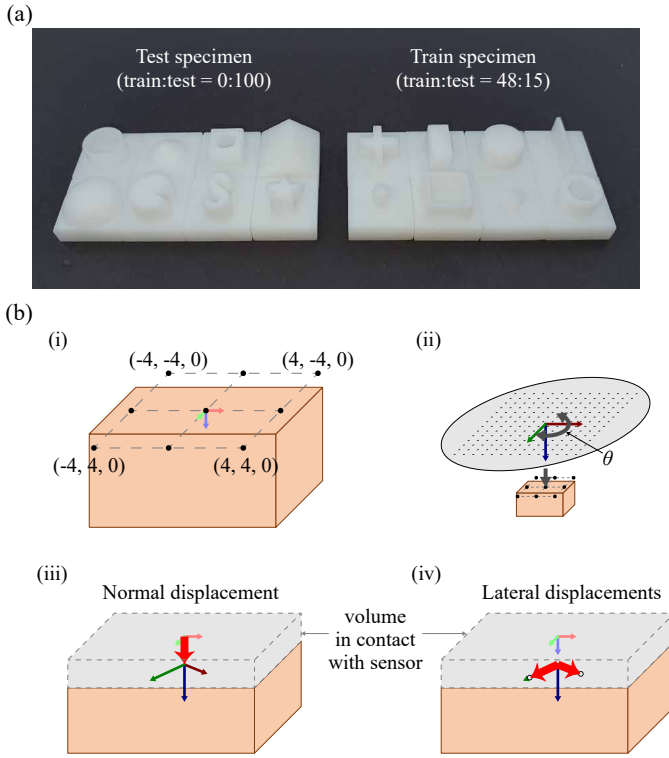 (a)
Test specimen
(train:test = 0:100)
Train specimen
(train:test = 48:15)
(b)
(i)
(-4, -4, 0)
(4, -4, 0)
(-4, 4, 0)
(4, 4, 0)
(ii)
θ
(iii)
Normal displacement
volume
in contact
with sensor
(iv)
Lateral displacements